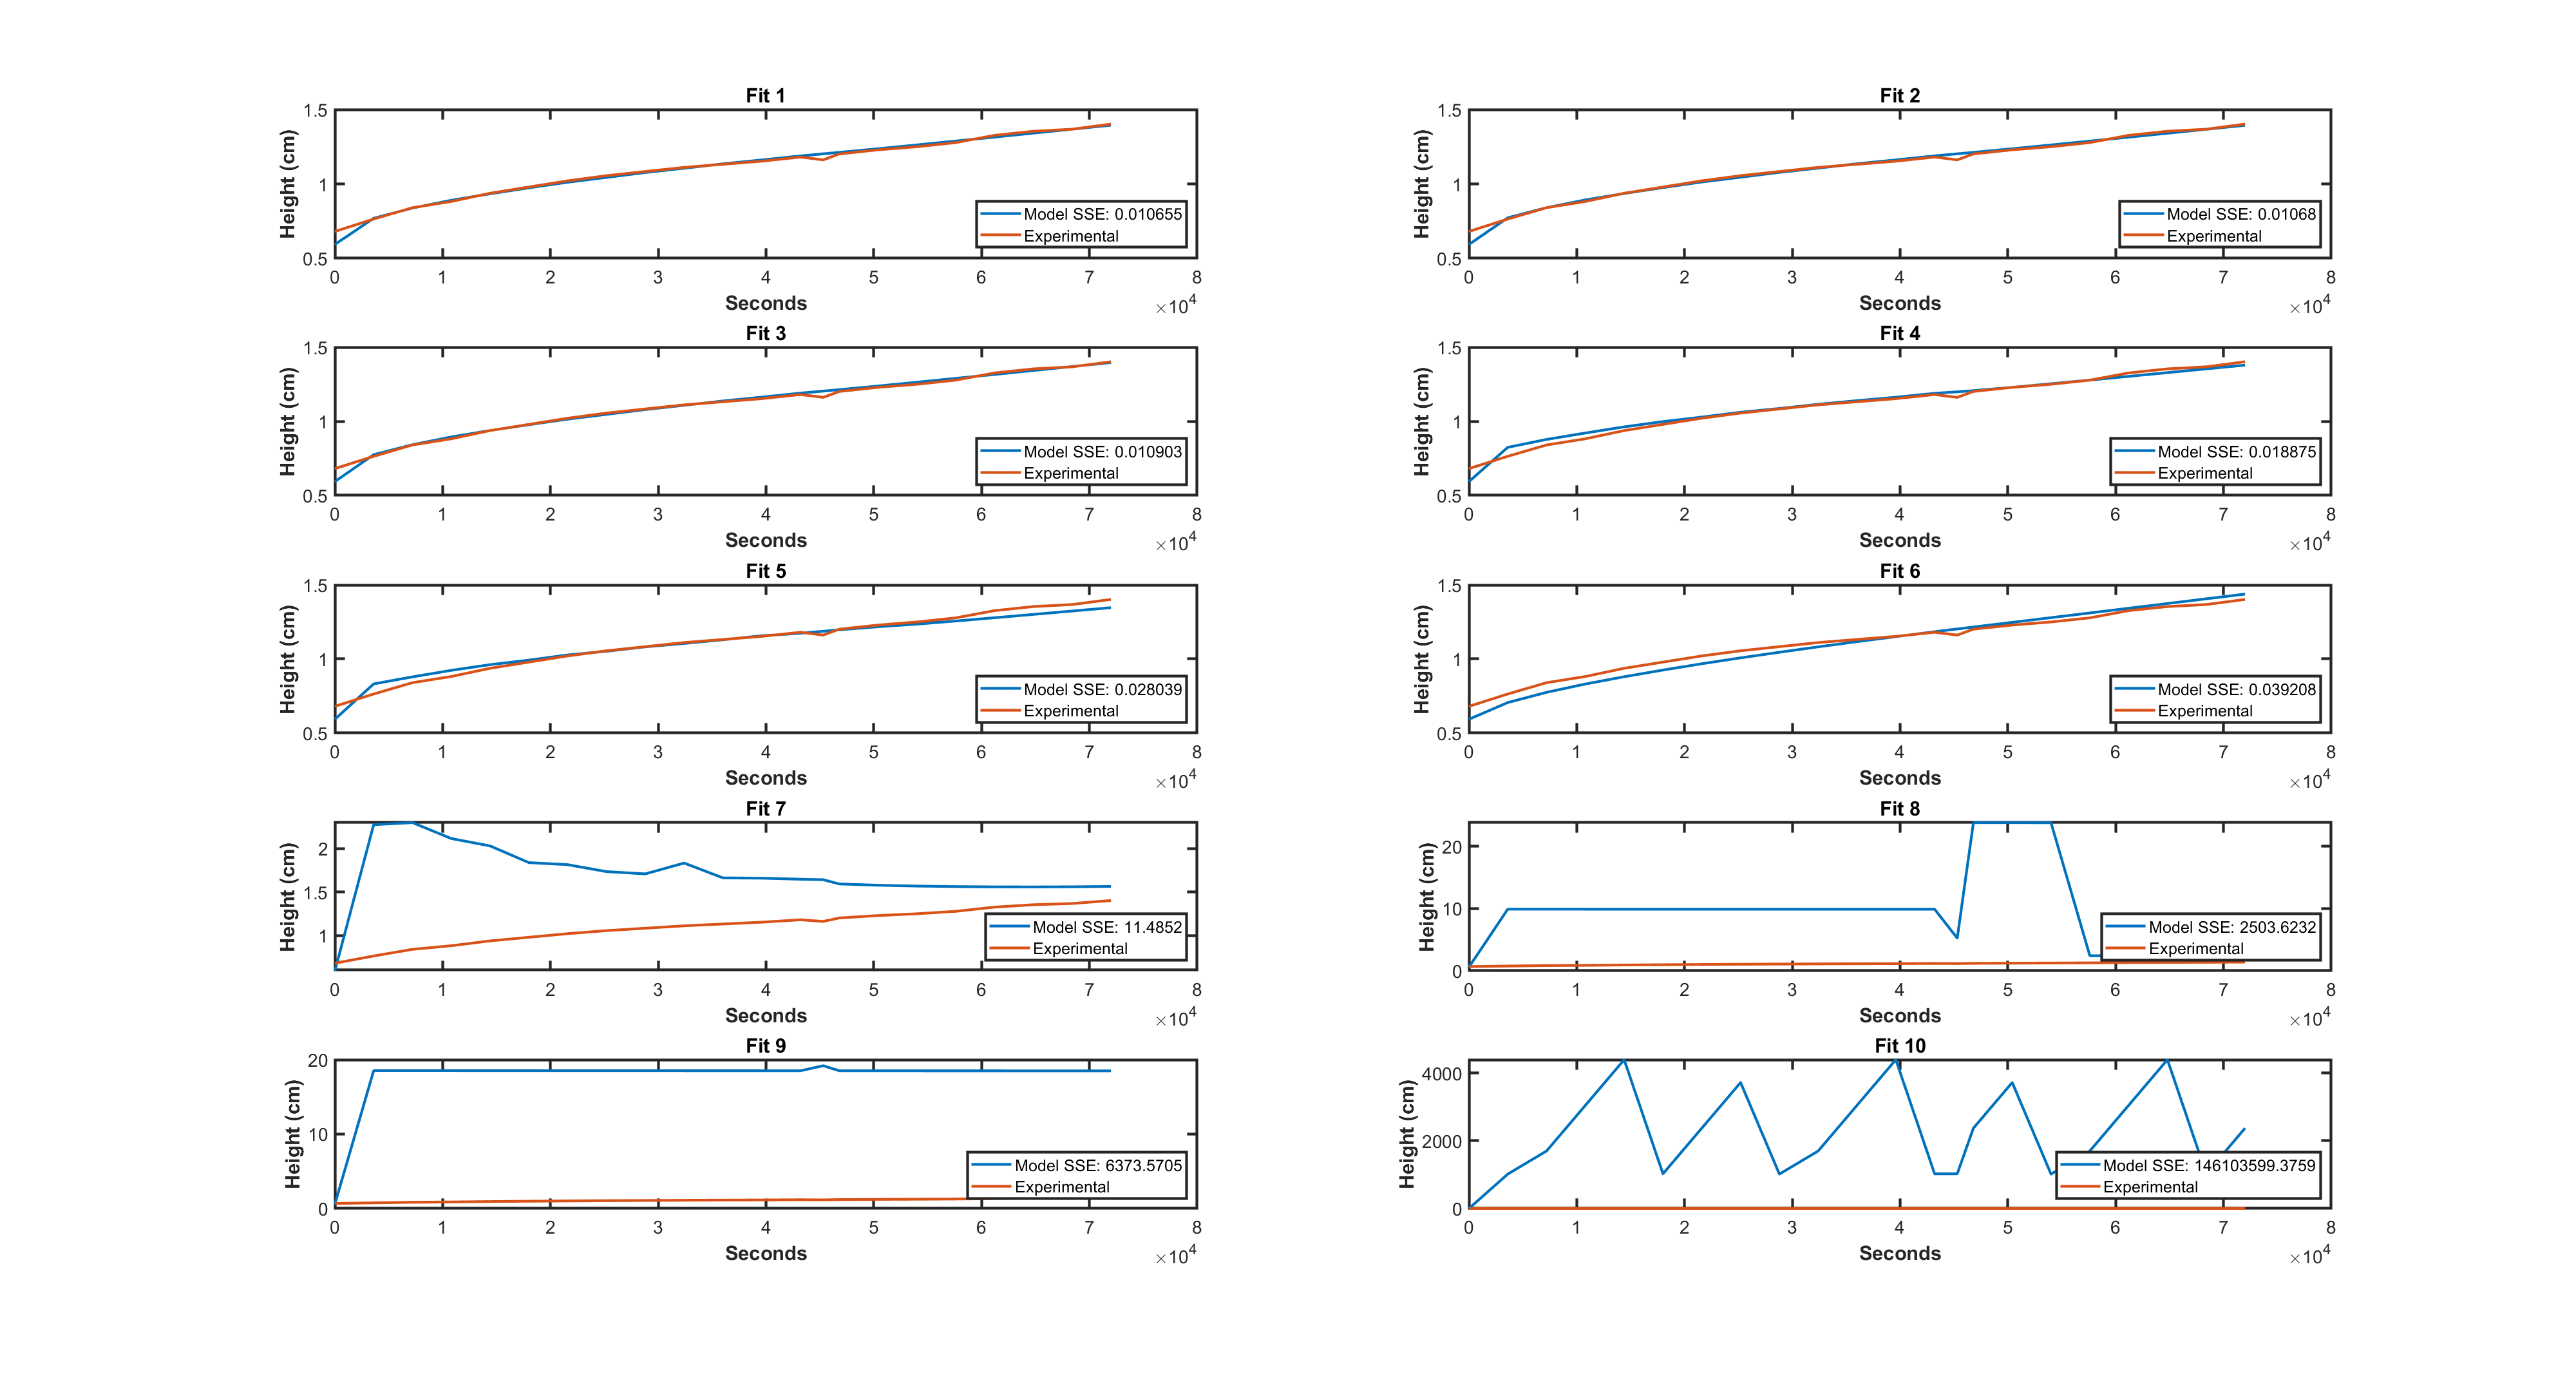 Fit 1
1.5
1
0.5
Height (cm)
Model SSE: 0.010655
Experimental
0 1 2 3 4 5 6 7 8
Seconds
×10^4
Fit 2
1.5
1
0.5
Height (cm)
Model SSE: 0.01068
Experimental
0 1 2 3 4 5 6 7 8
Seconds
×10^4
Fit 3
1.5
1
0.5
Height (cm)
Model SSE: 0.010903
Experimental
0 1 2 3 4 5 6 7 8
Seconds
×10^4
Fit 4
1.5
1
0.5
Height (cm)
Model SSE: 0.018875
Experimental
0 1 2 3 4 5 6 7 8
Seconds
×10^4
Fit 5
1.5
1
0.5
Height (cm)
Model SSE: 0.028039
Experimental
0 1 2 3 4 5 6 7 8
Seconds
×10^4
Fit 6
1.5
1
0.5
Height (cm)
Model SSE: 0.039208
Experimental
0 1 2 3 4 5 6 7 8
Seconds
×10^4
Fit 7
2
1.5
1
Height (cm)
Model SSE: 11.4852
Experimental
0 1 2 3 4 5 6 7 8
Seconds
×10^4
Fit 8
20
10
0
Height (cm)
Model SSE: 2503.6232
Experimental
0 1 2 3 4 5 6 7 8
Seconds
×10^4
Fit 9
20
10
0
Height (cm)
Model SSE: 6373.5705
Experimental
0 1 2 3 4 5 6 7 8
Seconds
×10^4
Fit 10
4000
2000
0
Height (cm)
Model SSE: 146103599.3759
Experimental
0 1 2 3 4 5 6 7 8
Seconds
×10^4